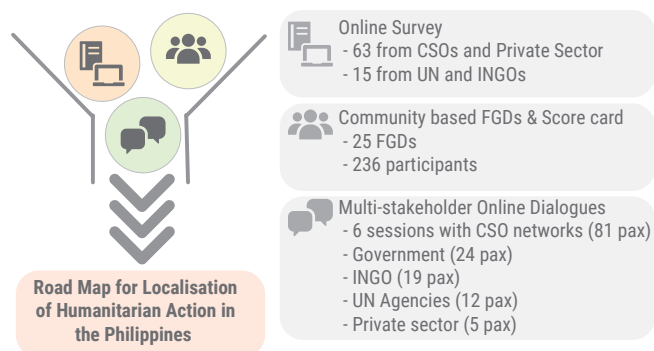 Online Survey
- 63 from CSOs and Private Sector
- 15 from UN and INGOs
Community based FGDs & Score card
- 25 FGDs
- 236 participants
Multi-stakeholder Online Dialogues
- 6 sessions with CSO networks (81 pax)
- Government (24 pax)
- INGO (19 pax)
- UN Agencies (12 pax)
- Private sector (5 pax)
Road Map for Localisation
of Humanitarian Action in
the Philippines